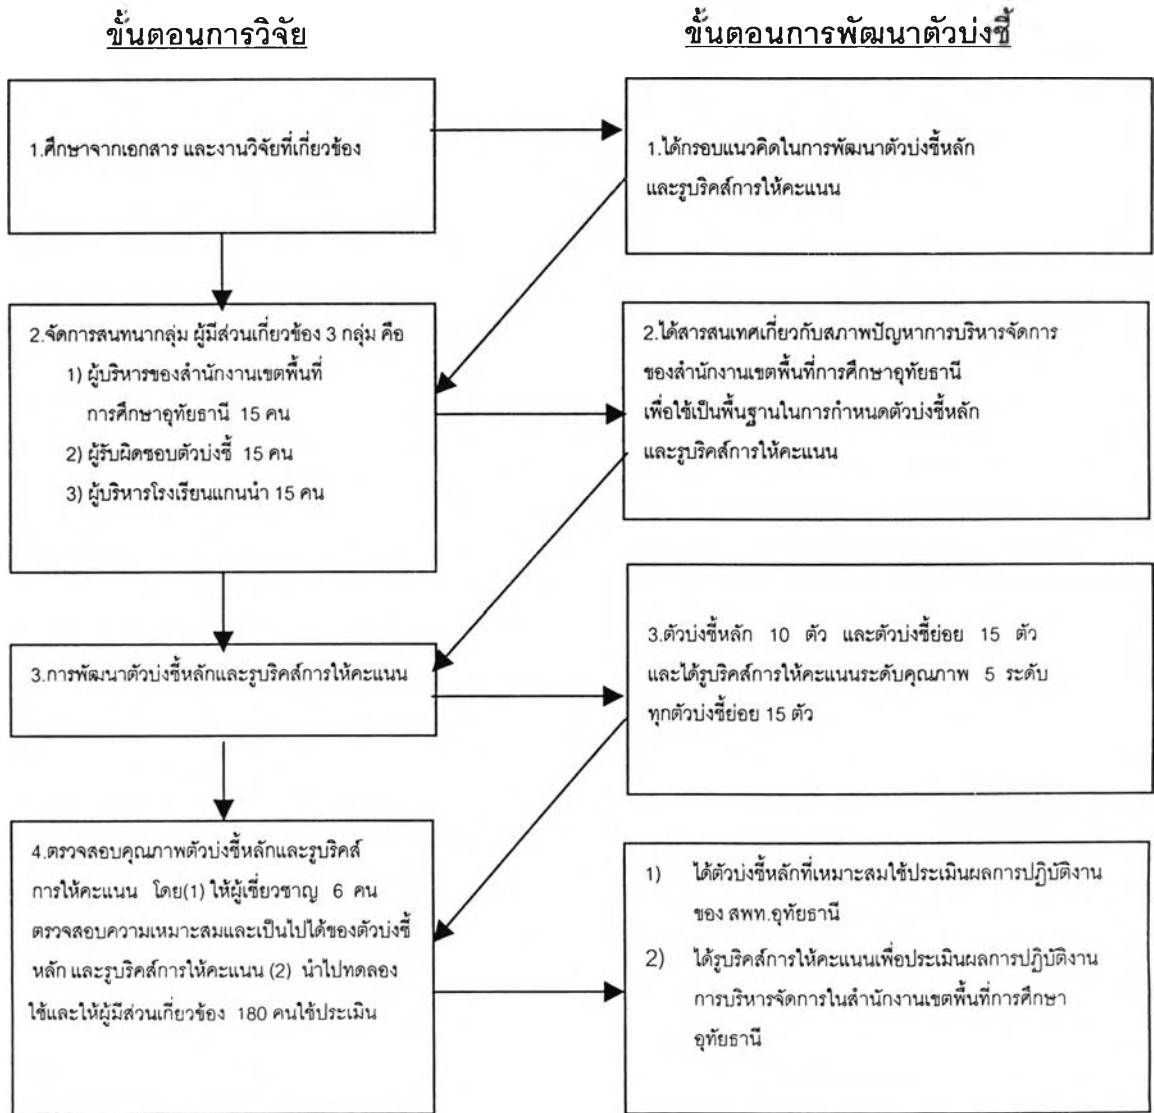 ขั้นตอนการวิจัย
ขั้นตอนการพัฒนาตัวบ่งชี้
1.ศึกษาจากเอกสาร และงานวิจัยที่เกี่ยวข้อง
1.ได้กรอบแนวคิดในการพัฒนาตัวบ่งชี้หลัก
และรูบริคส์การให้คะแนน
2.จัดการสนทนากลุ่ม ผู้มีส่วนเกี่ยวข้อง 3 กลุ่ม คือ
1) ผู้บริหารของสำนักงานเขตพื้นที่
การศึกษาอุทัยธานี 15 คน
2) ผู้รับผิดชอบตัวบ่งชี้ 15 คน
3) ผู้บริหารโรงเรียนแกนนำ 15 คน
2.ได้สารสนเทศเกี่ยวกับสภาพปัญหาการบริหารจัดการ
ของสำนักงานเขตพื้นที่การศึกษาอุทัยธานี
เพื่อใช้เป็นพื้นฐานในการกำหนดตัวบ่งชี้หลัก
และรูบริคส์การให้คะแนน
3.การพัฒนาตัวบ่งชี้หลักและรูบริคส์การให้คะแนน
3.ตัวบ่งชี้หลัก 10 ตัว และตัวบ่งชี้ย่อย 15 ตัว
และได้รูบริคส์การให้คะแนนระดับคุณภาพ 5 ระดับ
ทุกตัวบ่งชี้ย่อย 15 ตัว
4.ตรวจสอบคุณภาพตัวบ่งชี้หลักและรูบริคส์
การให้คะแนน โดย(1) ให้ผู้เชี่ยวชาญ 6 คน
ตรวจสอบความเหมาะสมและเป็นไปได้ของตัวบ่งชี้
หลัก และรูบริคส์การให้คะแนน (2) นำไปทดลอง
ใช้และให้ผู้มีส่วนเกี่ยวข้อง 180 คนใช้ประเมิน
1) ได้ตัวบ่งชี้หลักที่เหมาะสมใช้ประเมินผลการปฏิบัติงาน
ของ สพท.อุทัยธานี
2) ได้รูบริคส์การให้คะแนนเพื่อประเมินผลการปฏิบัติงาน
การบริหารจัดการในสำนักงานเขตพื้นที่การศึกษา
อุทัยธานี